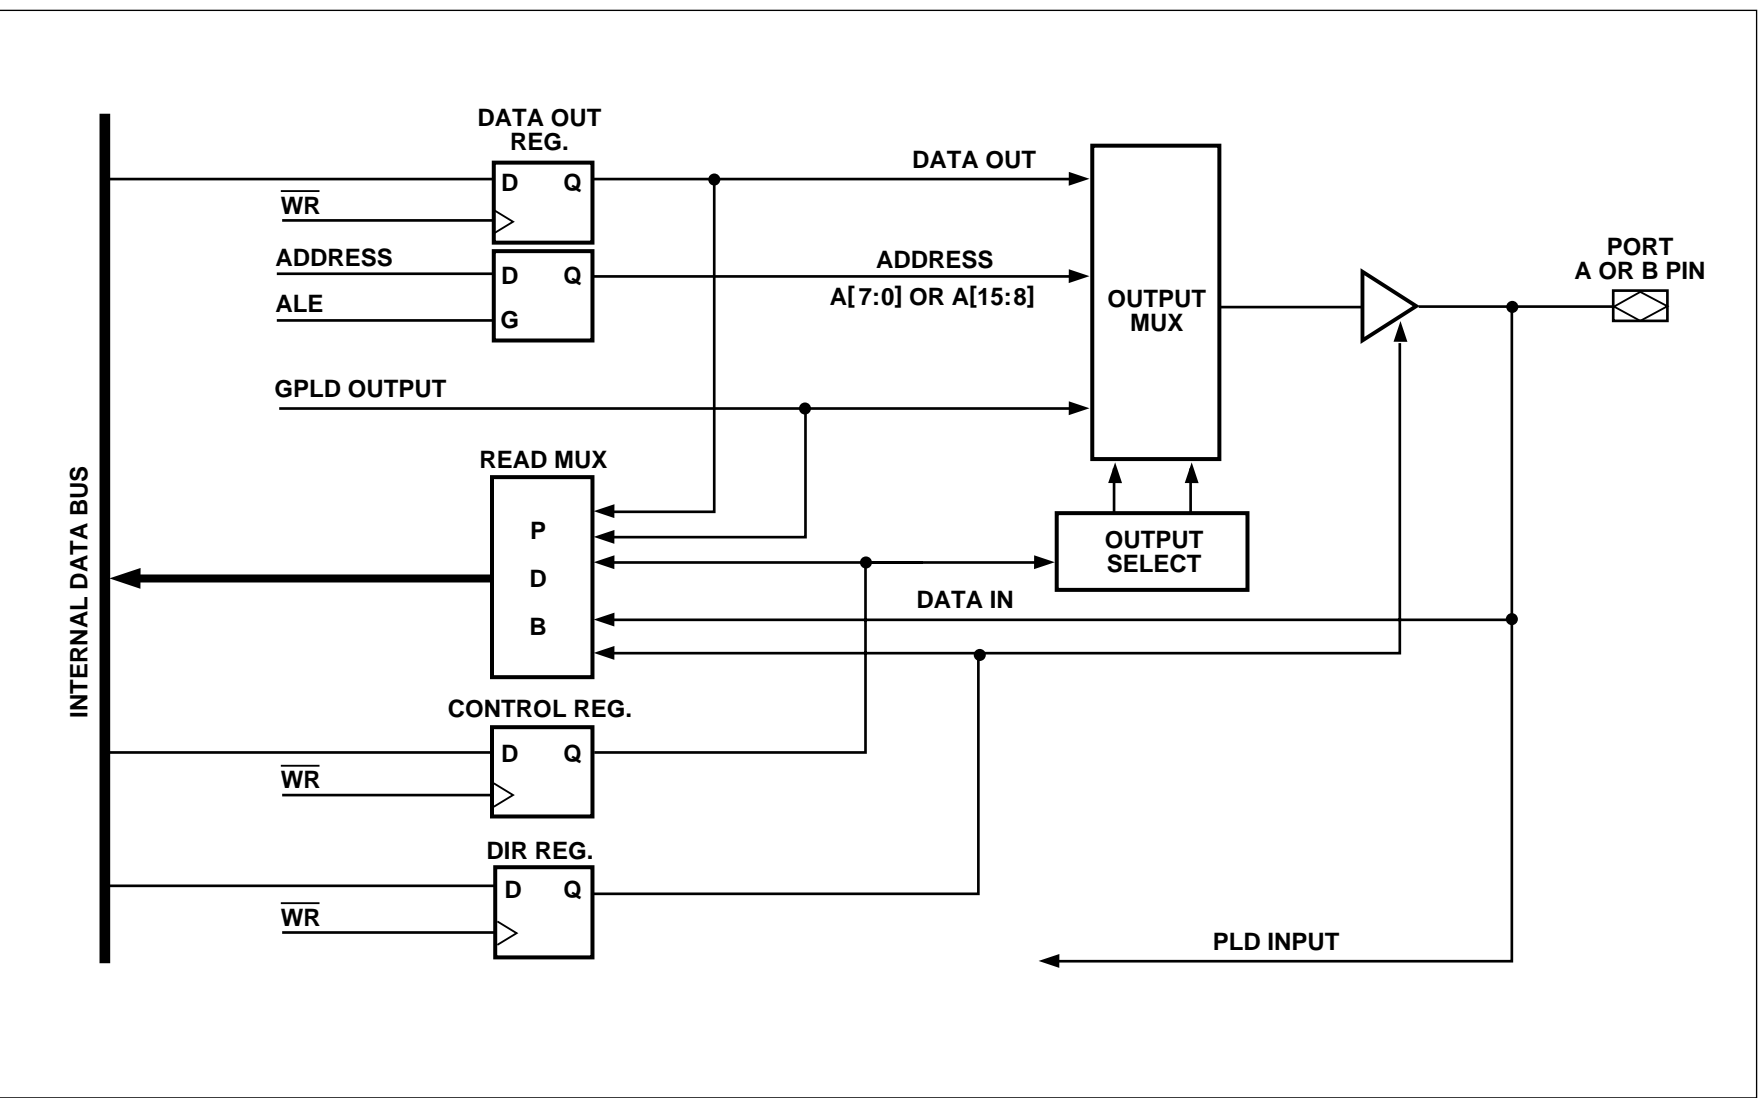 DATA OUT
REG.
D Q
WR
ADDRESS
D Q
ALE
G
DATA OUT
ADDRESS
A[7:0] OR A[15:8]
OUTPUT
MUX
PORT
A OR B PIN
GPLD OUTPUT
READ MUX
P
D
B
OUTPUT
SELECT
DATA IN
INTERNAL DATA BUS
CONTROL REG.
D Q
WR
DIR REG.
D Q
WR
PLD INPUT